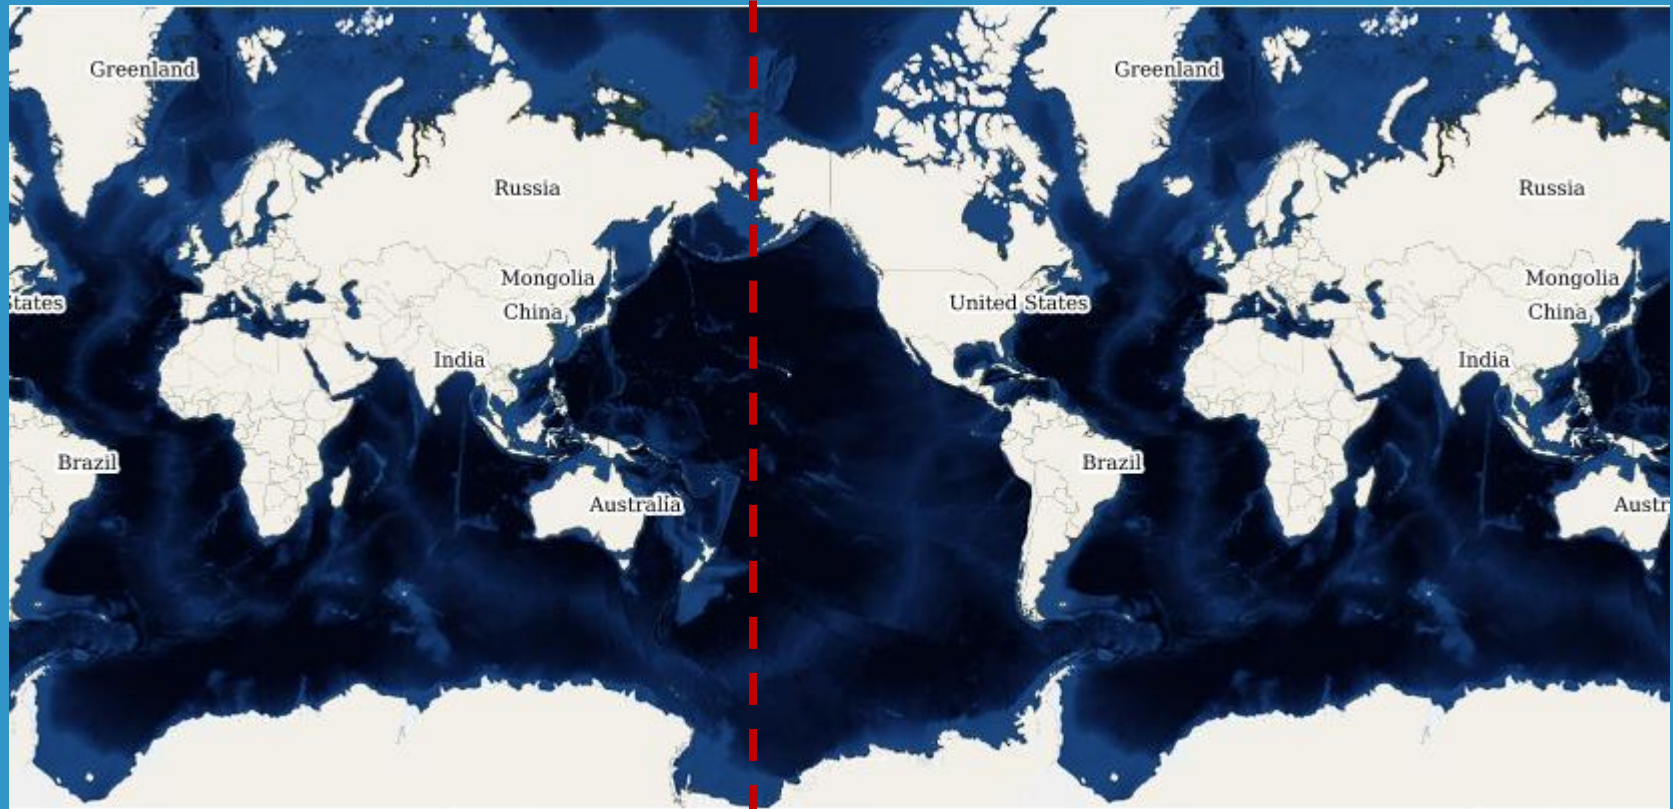 Greenland
Greenland
Russia
Russia
Mongolia
Mongolia
States
United States
China
China
India
India
Brazil
Brazil
Australia
Austr